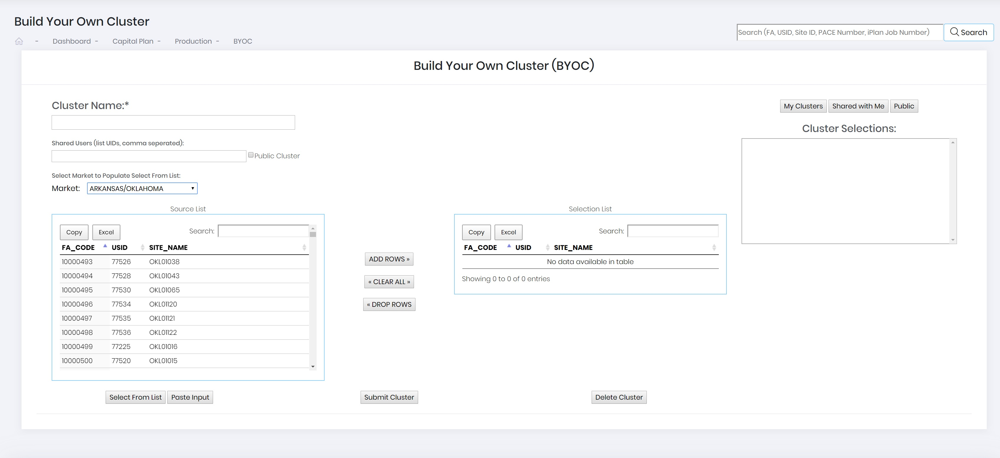 Build Your Own Cluster
- Dashboard - Capital Plan - Production - BYOC
Search (FA, USID, Site ID, PACE Number, iPlan Job Number) Search
Build Your Own Cluster (BYOC)
Cluster Name:*
My Clusters Shared with Me Public
Cluster Selections:
Shared Users (list UIDs, comma seperated):
Public Cluster
Select Market to Populate Select From List:
Market: ARKANSAS/OKLAHOMA
Source List
Copy Excel Search:
FA_CODE USID SITE_NAME
10000493 77526 OKL01038
10000494 77528 OKL01043
10000495 77530 OKL01065
10000496 77534 OKL01120
10000497 77535 OKL01121
10000498 77536 OKL01122
10000499 77225 OKL01016
10000500 77520 OKL01015
ADD ROWS »
« CLEAR ALL »
« DROP ROWS
Selection List
Copy Excel Search:
FA_CODE USID SITE_NAME
No data available in table
Showing 0 to 0 of 0 entries
Select From List Paste Input Submit Cluster Delete Cluster